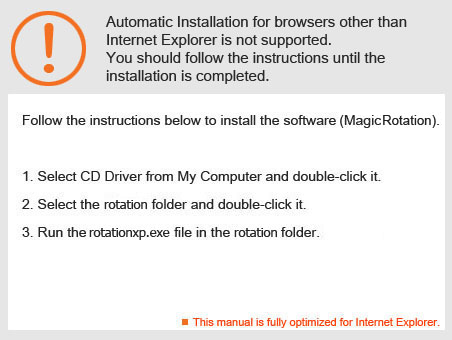 Automatic Installation for browsers other than
Internet Explorer is not supported.
You should follow the instructions until the
installation is completed.
Follow the instructions below to install the software (MagicRotation).
1. Select CD Driver from My Computer and double-click it.
2. Select the rotation folder and double-click it.
3. Run the rotationxp.exe file in the rotation folder.
This manual is fully optimized for Internet Explorer.